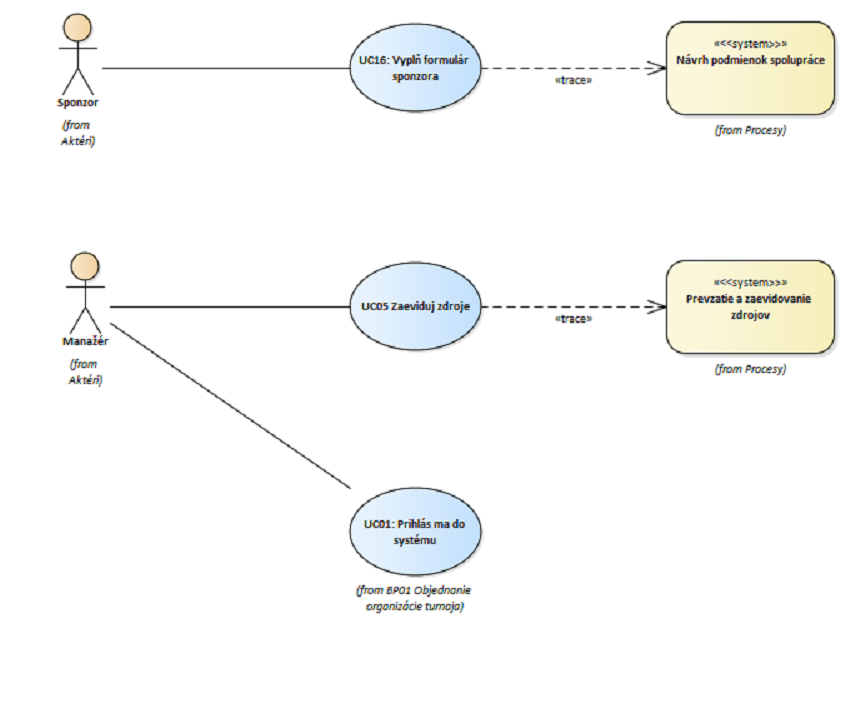 UC16: Vyplň formulár
sponzora
«trace»
«<<system>>»
Návrh podmienok spolupráce
(from Procesy)
Sponzor
(from
Aktéri)
Manažér
(from
Aktéri)
UC05 Zaeviduj zdroje
«trace»
«<<system>>»
Prevzatie a zaevidovanie
zdrojov
(from Procesy)
UC01: Prihlás ma do
systému
(from BP01 Objednanie
organizácie turnaja)